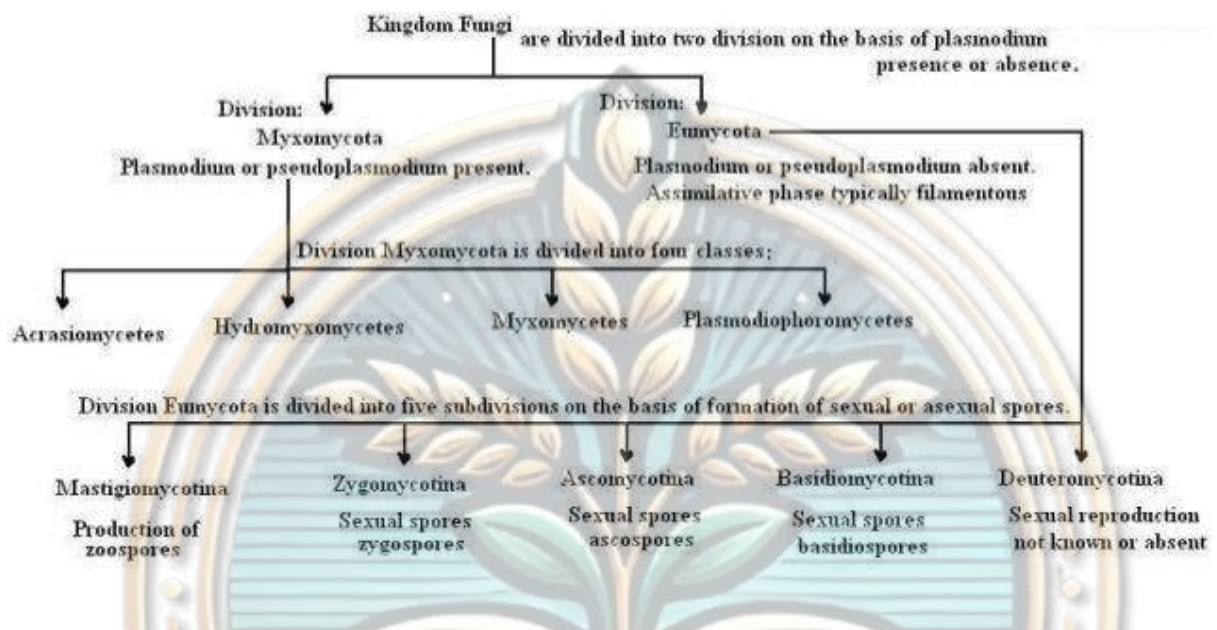 Kingdom Fungi
are divided into two division on the basis of plasmodium
presence or absence.
Division:
Myxomycota
Plasmodium or pseudoplasmodium present.
Division:
Eumycota
Plasmodium or pseudoplasmodium absent.
Assimilative phase typically filamentous
Division Myxomycota is divided into four classes;
Acrasiomycetes
Hydromyxomycetes
Myxomycetes
Plasmodiophoromycetes
Division Eumycota is divided into five subdivisions on the basis of formation of sexual or asexual spores.
Mastigiomycotina
Production of
zoospores
Zygomycotina
Sexual spores
zygospores
Ascomycotina
Sexual spores
ascospores
Basidiomycotina
Sexual spores
basidiospores
Deuteromycotina
Sexual reproduction
not known or absent